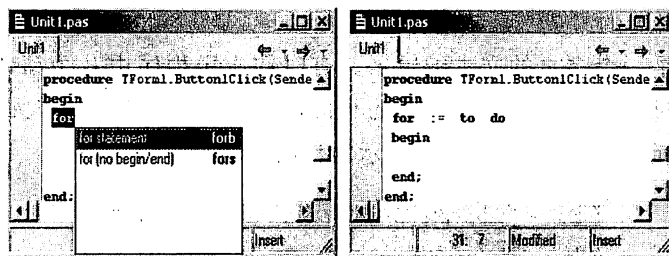 Unit1.pas
Unit1
procedure TForm1.Button1Click(Sende
begin
for
for statement forb
for (no begin/end) fors
end;
Insert
Unit1.pas
Unit1
procedure TForm1.Button1Click(Sende
begin
for := to do
begin
end;
end;
31: 7 Modified Insert